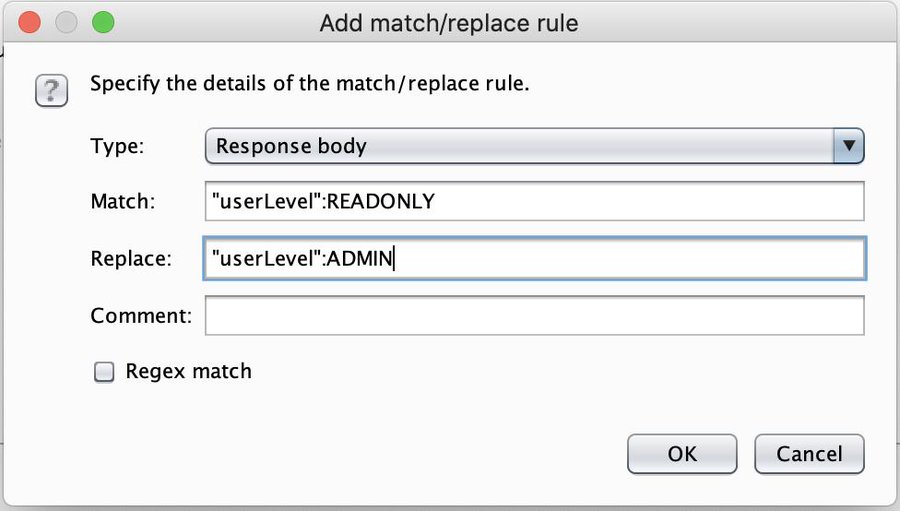 Add match/replace rule
?
Specify the details of the match/replace rule.
Type: Response body
Match: "userLevel":READONLY
Replace: "userLevel":ADMIN
Comment:
Regex match
OK Cancel